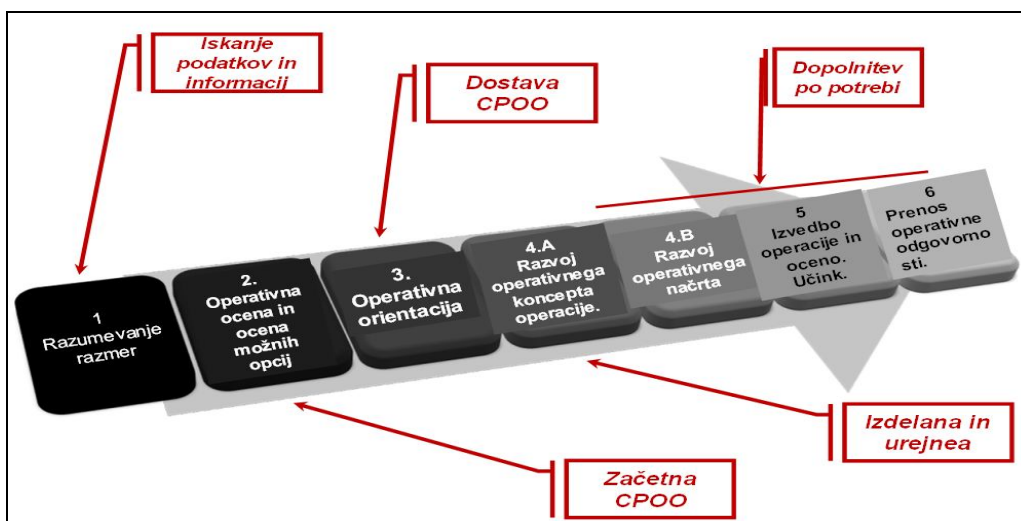 Iskanje
podatkov in
informacij
Dostava
CPOO
Dopolnitev
po potrebi
1
Razumevanje
razmer
2.
Operativna
ocena in
ocena
možnih
opcij
3.
Operativna
orientacija
4.A
Razvoj
operativnega
koncepta
operacije.
4.B
Razvoj
operativnega
načrta
5
Izvedbo
operacije in
oceno.
Učink.
6
Prenos
operativne
odgovorno
sti.
Začetna
CPOO
Izdelana in
urejnea